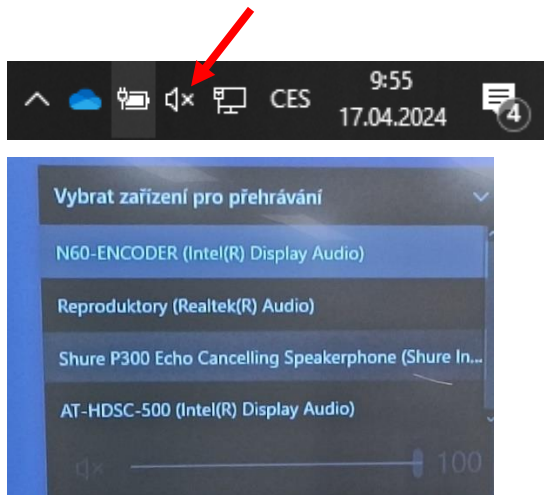 CES
9:55
17.04.2024
4
Vybrat zařízení pro přehrávání
N60-ENCODER (Intel(R) Display Audio)
Reproduktory (Realtek(R) Audio)
Shure P300 Echo Cancelling Speakerphone (Shure In...
AT-HDSC-500 (Intel(R) Display Audio)
100